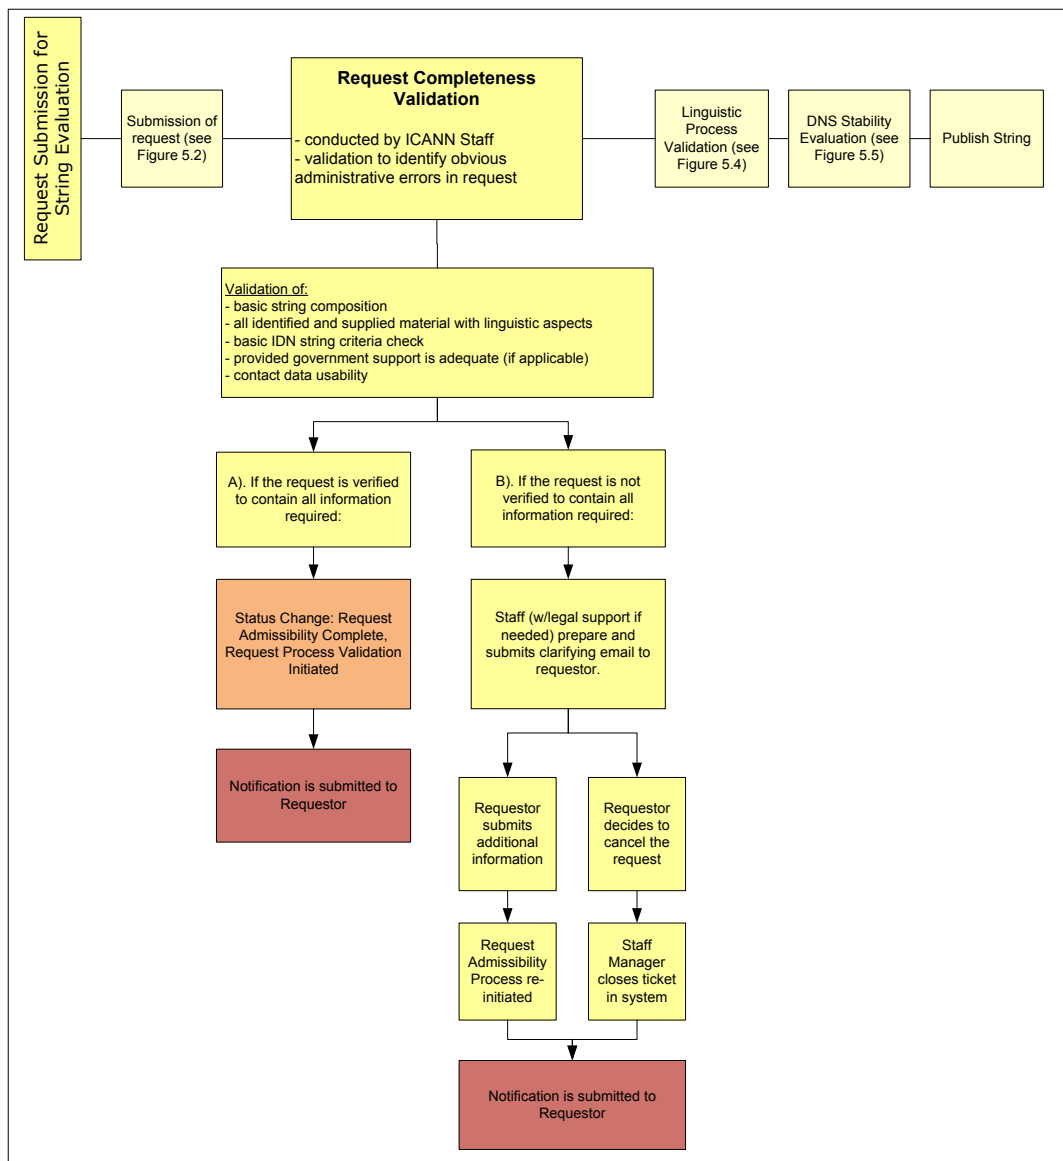 Request Submission for
String Evaluation
Submission of
request (see
Figure 5.2)
Request Completeness
Validation
- conducted by ICANN Staff
- validation to identify obvious
administrative errors in request
Linguistic
Process
Validation (see
Figure 5.4)
DNS Stability
Evaluation (see
Figure 5.5)
Publish String
Validation of:
- basic string composition
- all identified and supplied material with linguistic aspects
- basic IDN string criteria check
- provided government support is adequate (if applicable)
- contact data usability
A). If the request is verified
to contain all information
required:
B). If the request is not
verified to contain all
information required:
Status Change: Request
Admissibility Complete,
Request Process Validation
Initiated
Staff (w/legal support if
needed) prepare and
submits clarifying email to
requestor.
Notification is submitted to
Requestor
Requestor
submits
additional
information
Requestor
decides to
cancel the
request
Request
Admissibility
Process re-
initiated
Staff
Manager
closes ticket
in system
Notification is submitted to
Requestor